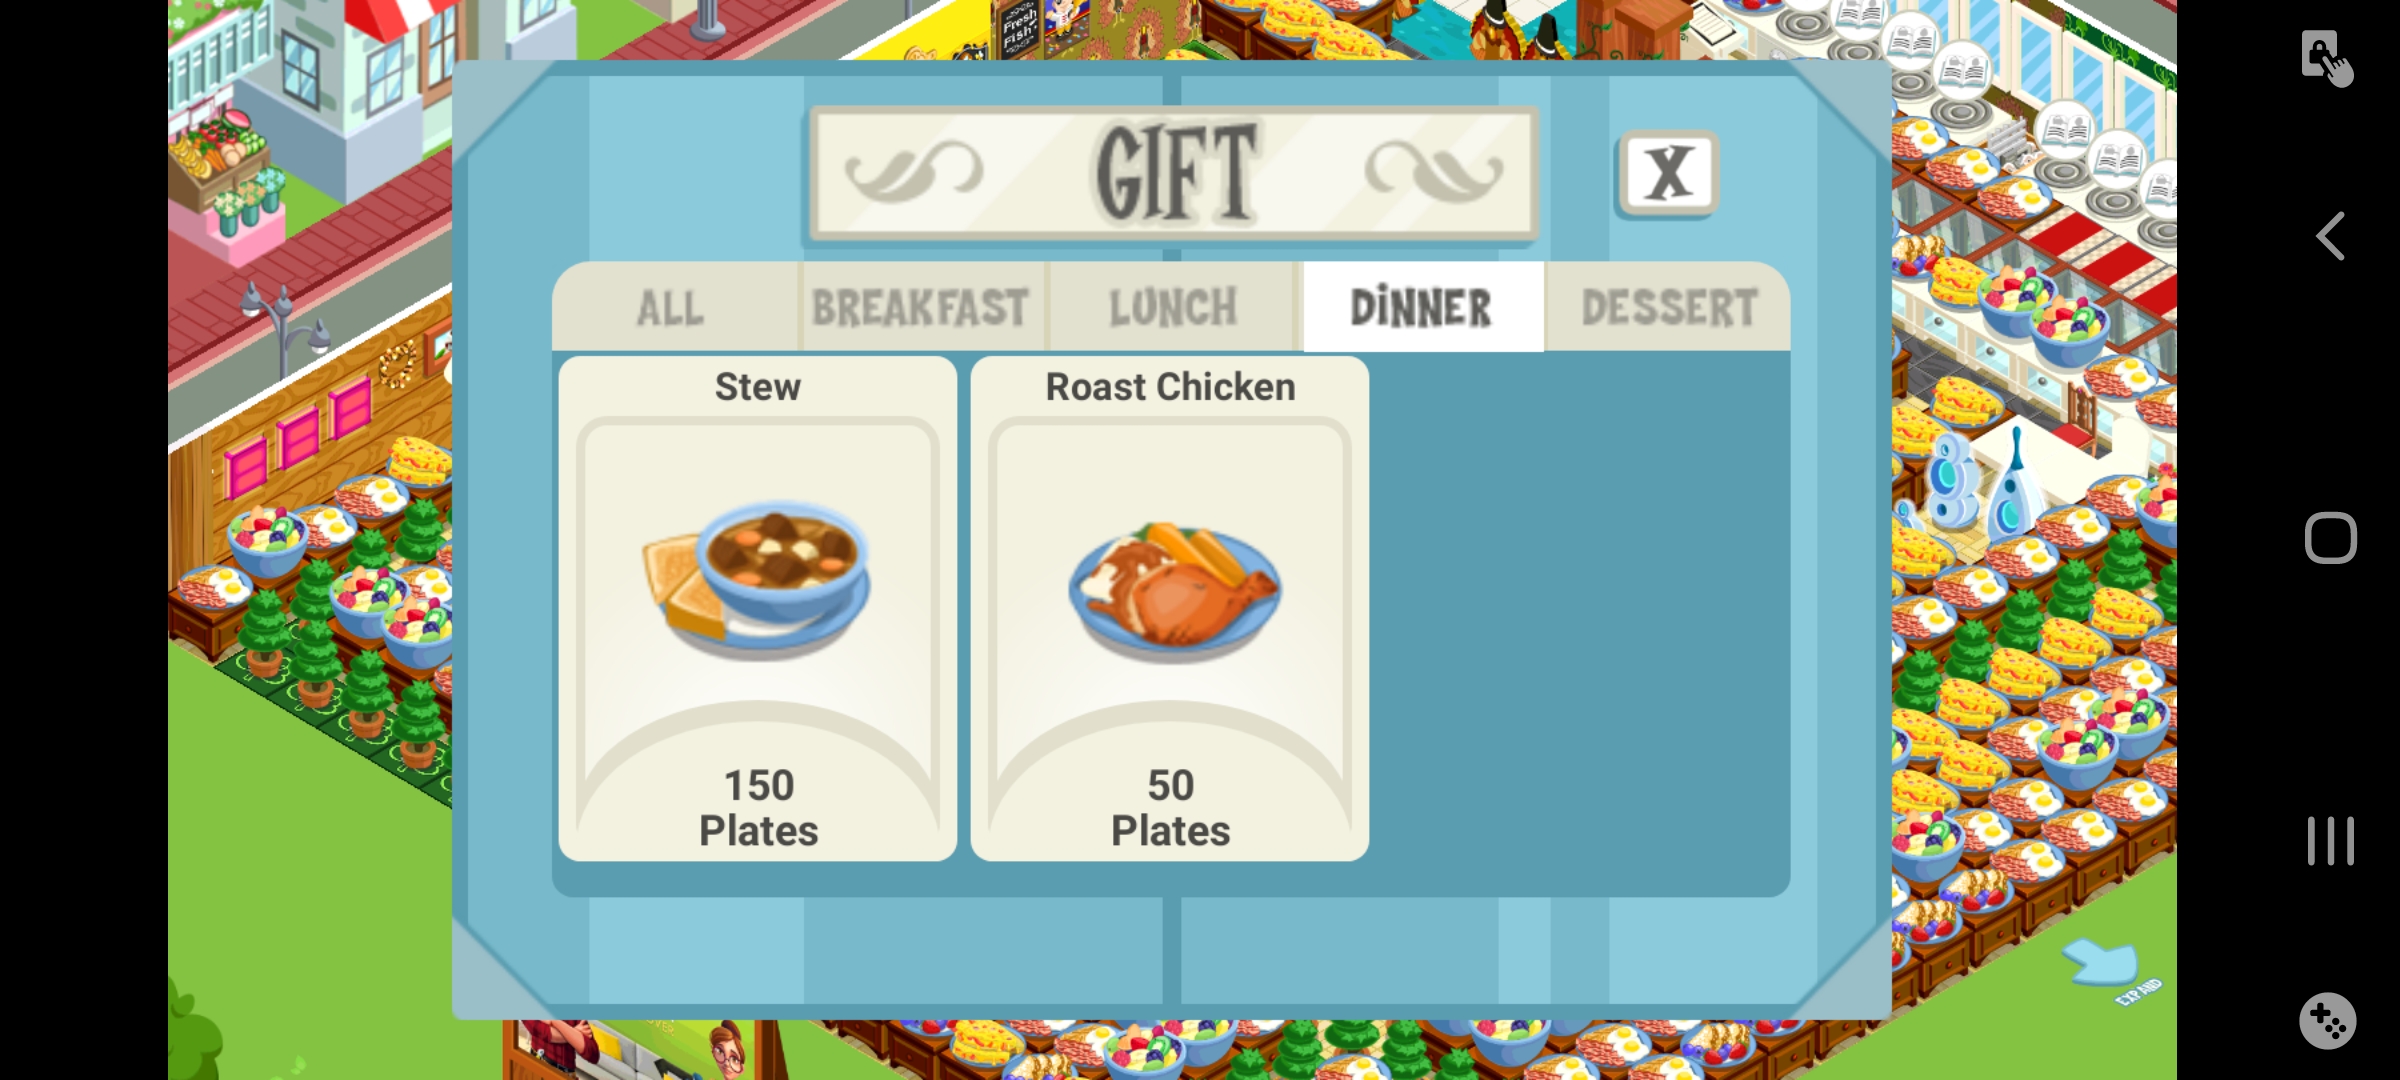 Fresh
Fish
GIFT
X
ALL
BREAKFAST
LUNCH
DINNER
DESSERT
Stew
Roast Chicken
150
Plates
50
Plates
EXPAND